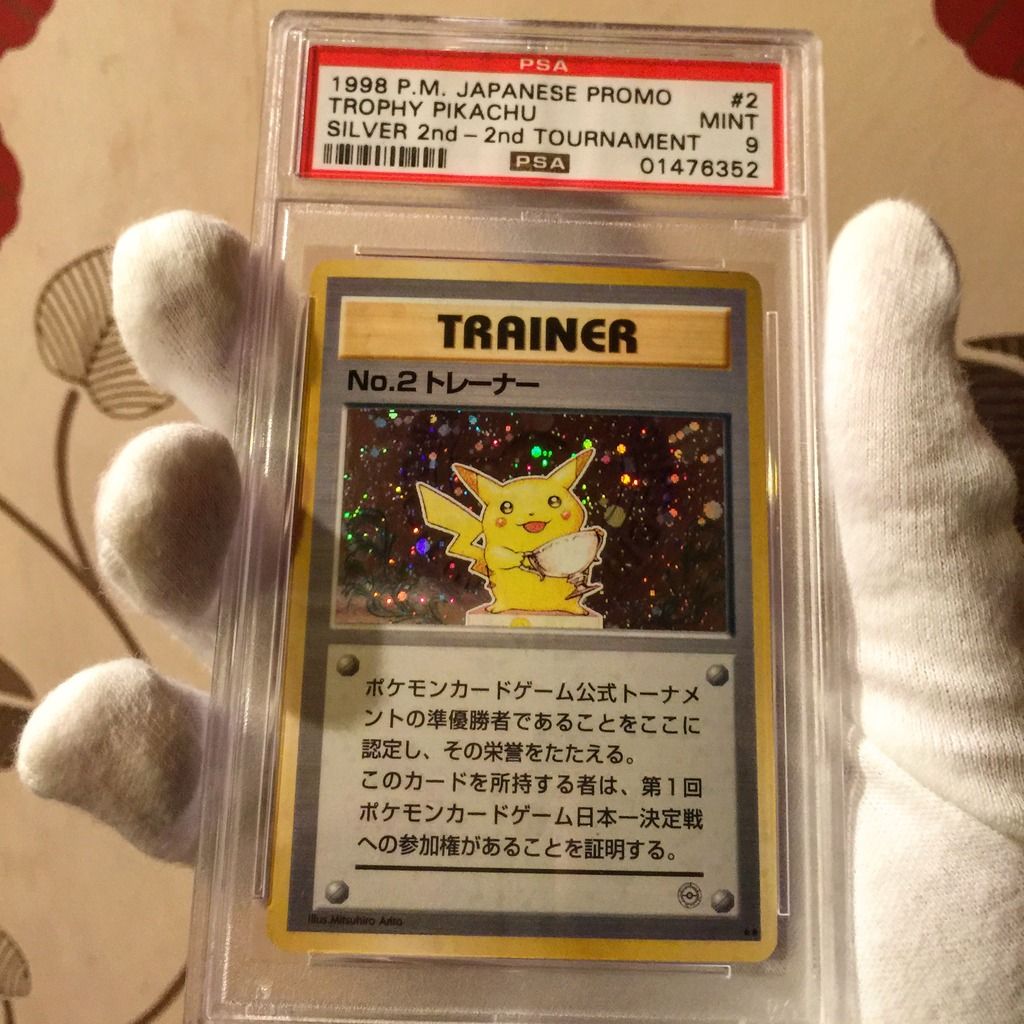 PSA
1998 P.M. JAPANESE PROMO #2
TROPHY PIKACHU MINT
SILVER 2nd - 2nd TOURNAMENT 9
PSA 01476352
TRAINER
No.2 トレーナー
ポケモンカードゲーム公式トーナメ
ントの準優勝者であることをここに
認定し、その栄誉をたたえる。
このカードを所持する者は、第1回
ポケモンカードゲーム日本一決定戦
への参加権があることを証明する。
Illus.Mitsuhiro Arita